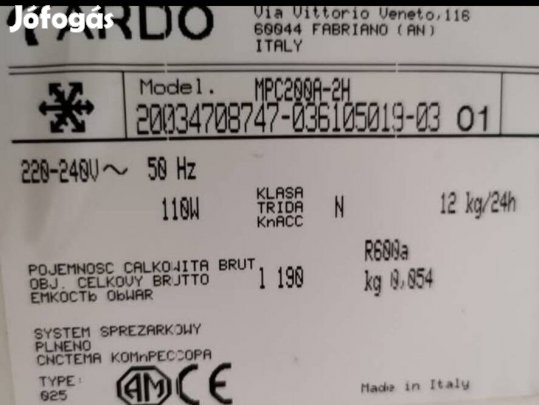 Jófogás
ARDO
Via Vittorio Veneto,116
60044 FABRIANO (AN)
ITALY
Model. MPC200A-2H
20034708747-036105019-03 01
220-240V~ 50 Hz
110W
KLASA
TRIDA
KnACC
N
12 kg/24h
R600a
kg 0,054
POJEMNOSC CALKOWITA BRUT
OBJ. CELKOVY BRUTTO
EMKOCTb ObWAR
l 190
SYSTEM SPREZARKOWY
PLNENO
CNCTEMA KOMnPECCOPA
TYPE:
025
AM CE
Made in Italy